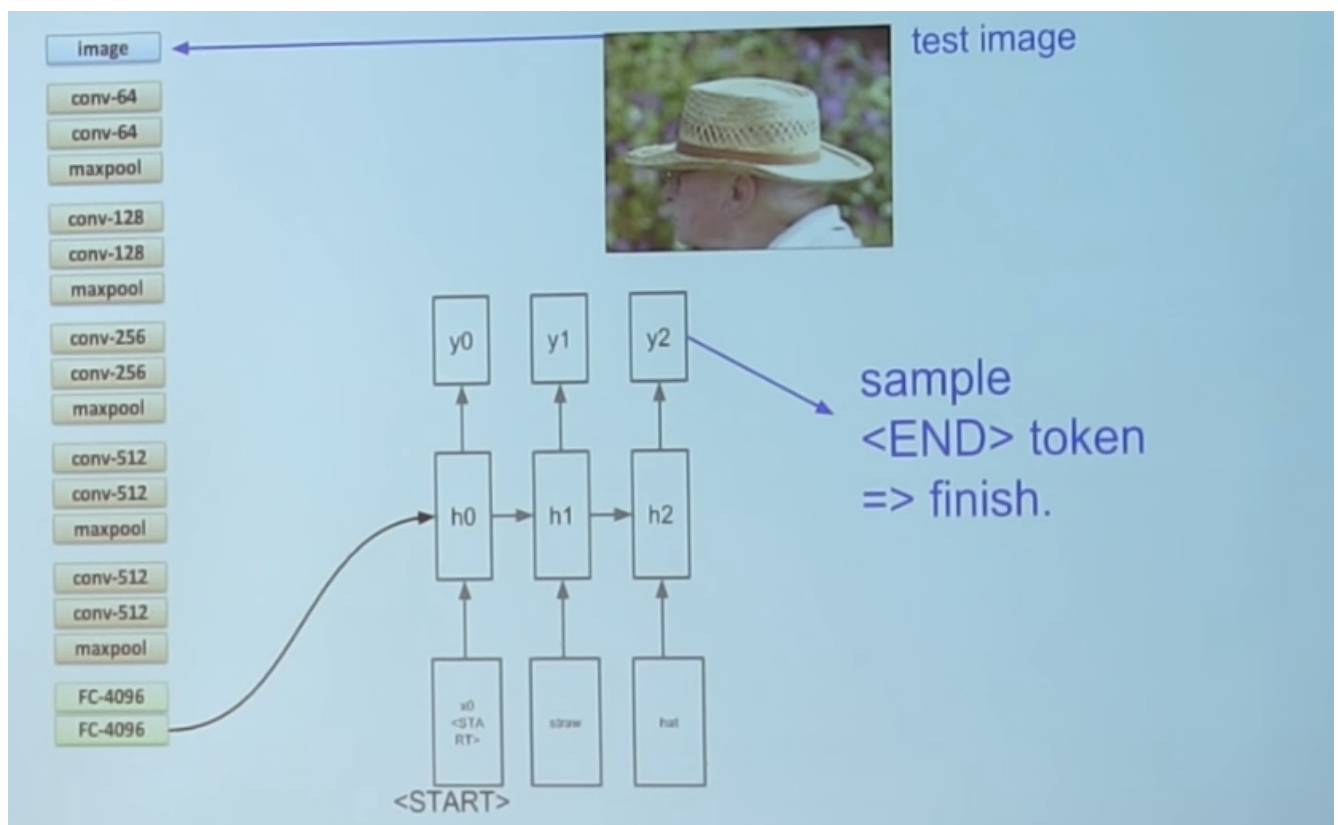 image
test image
conv-64
conv-64
maxpool
conv-128
conv-128
maxpool
conv-256
conv-256
maxpool
conv-512
conv-512
maxpool
conv-512
conv-512
maxpool
FC-4096
FC-4096
y0
y1
y2
h0
h1
h2
x0
<STA
RT>
straw
hat
<START>
sample
<END> token
=> finish.